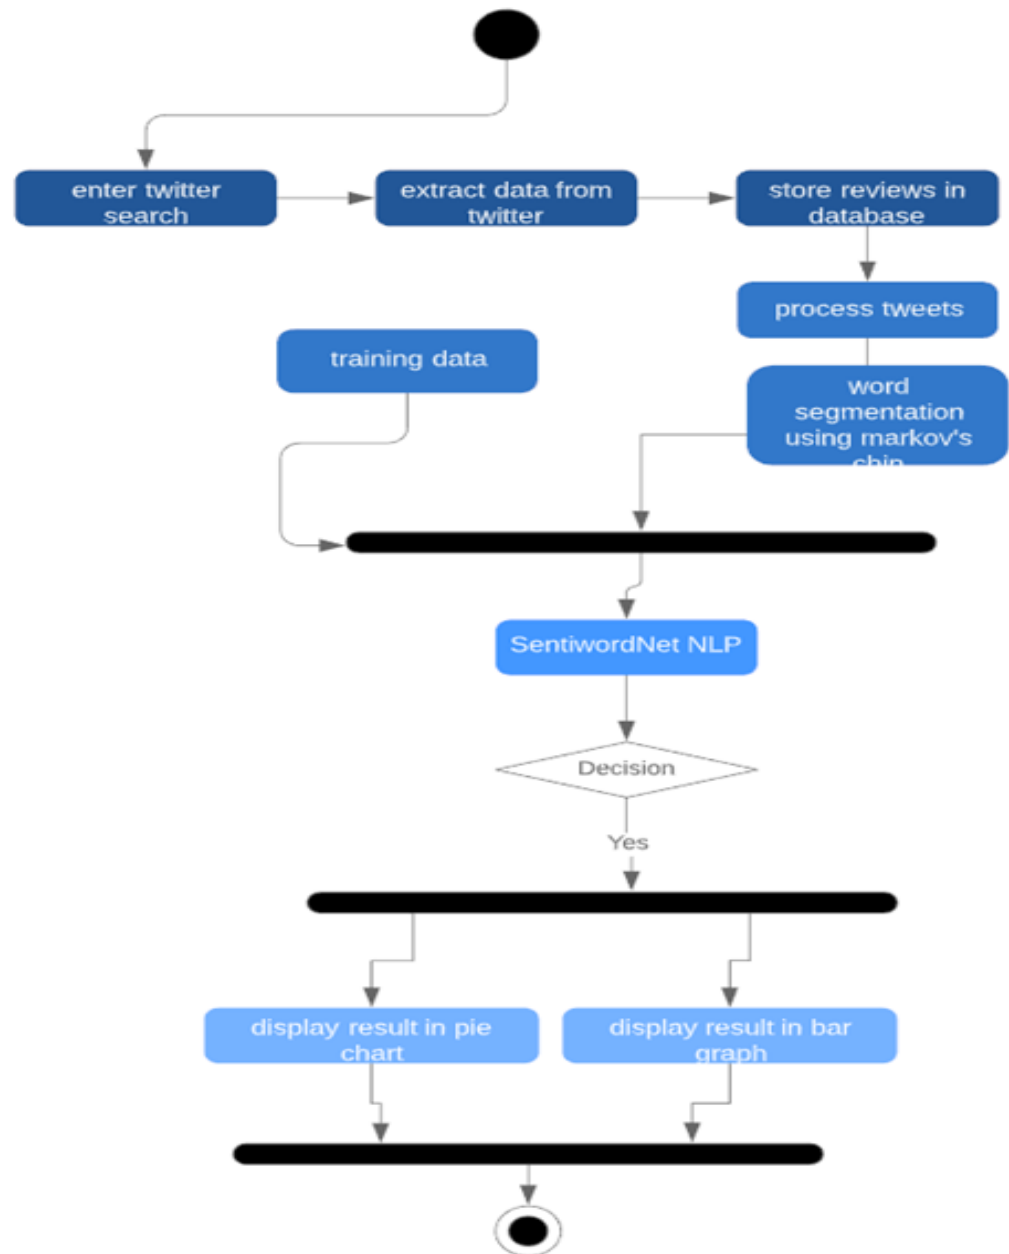 enter twitter
search
extract data from
twitter
store reviews in
database
process tweets
training data
word
segmentation
using markov's
chip
SentiwordNet NLP
Decision
Yes
display result in pie
chart
display result in bar
graph